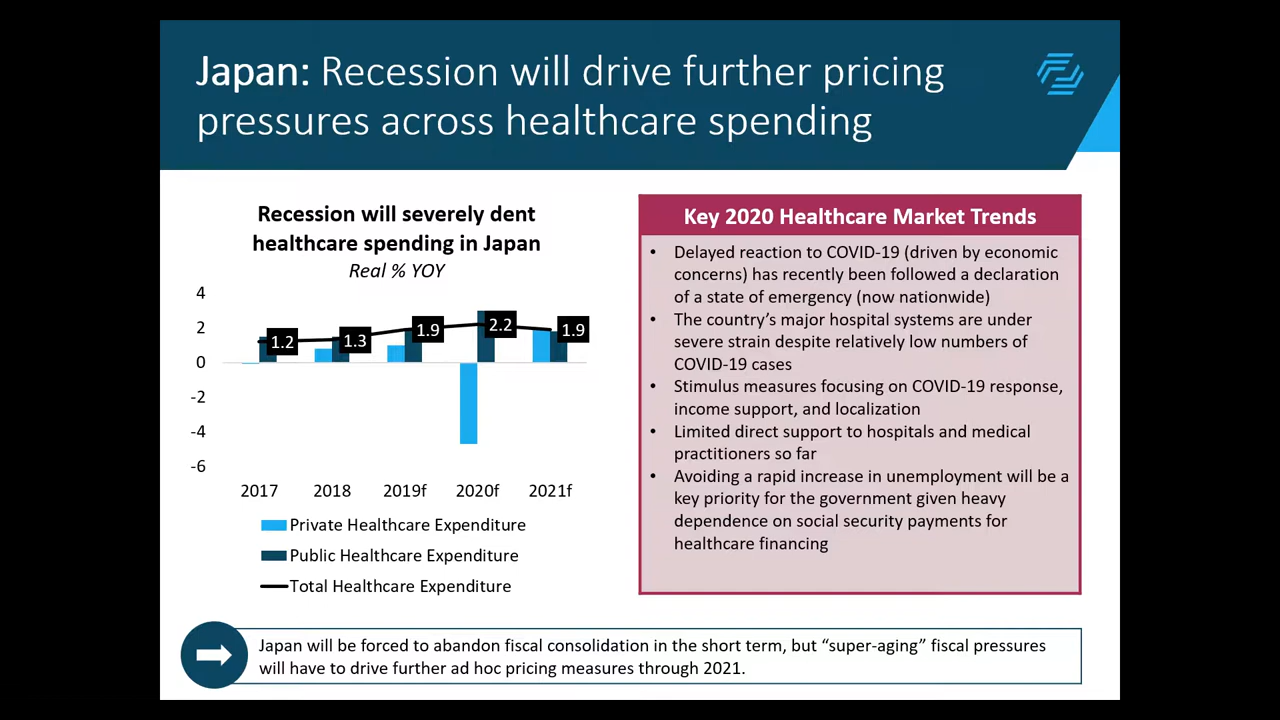 Japan: Recession will drive further pricing
pressures across healthcare spending
Recession will severely dent
healthcare spending in Japan
Real % YOY
4
2
0
-2
-4
-6
1.2
1.3
1.9
2.2
1.9
2017
2018
2019f
2020f
2021f
Private Healthcare Expenditure
Public Healthcare Expenditure
Total Healthcare Expenditure
Key 2020 Healthcare Market Trends
• Delayed reaction to COVID-19 (driven by economic
concerns) has recently been followed a declaration
of a state of emergency (now nationwide)
• The country’s major hospital systems are under
severe strain despite relatively low numbers of
COVID-19 cases
• Stimulus measures focusing on COVID-19 response,
income support, and localization
• Limited direct support to hospitals and medical
practitioners so far
• Avoiding a rapid increase in unemployment will be a
key priority for the government given heavy
dependence on social security payments for
healthcare financing
Japan will be forced to abandon fiscal consolidation in the short term, but “super-aging” fiscal pressures
will have to drive further ad hoc pricing measures through 2021.